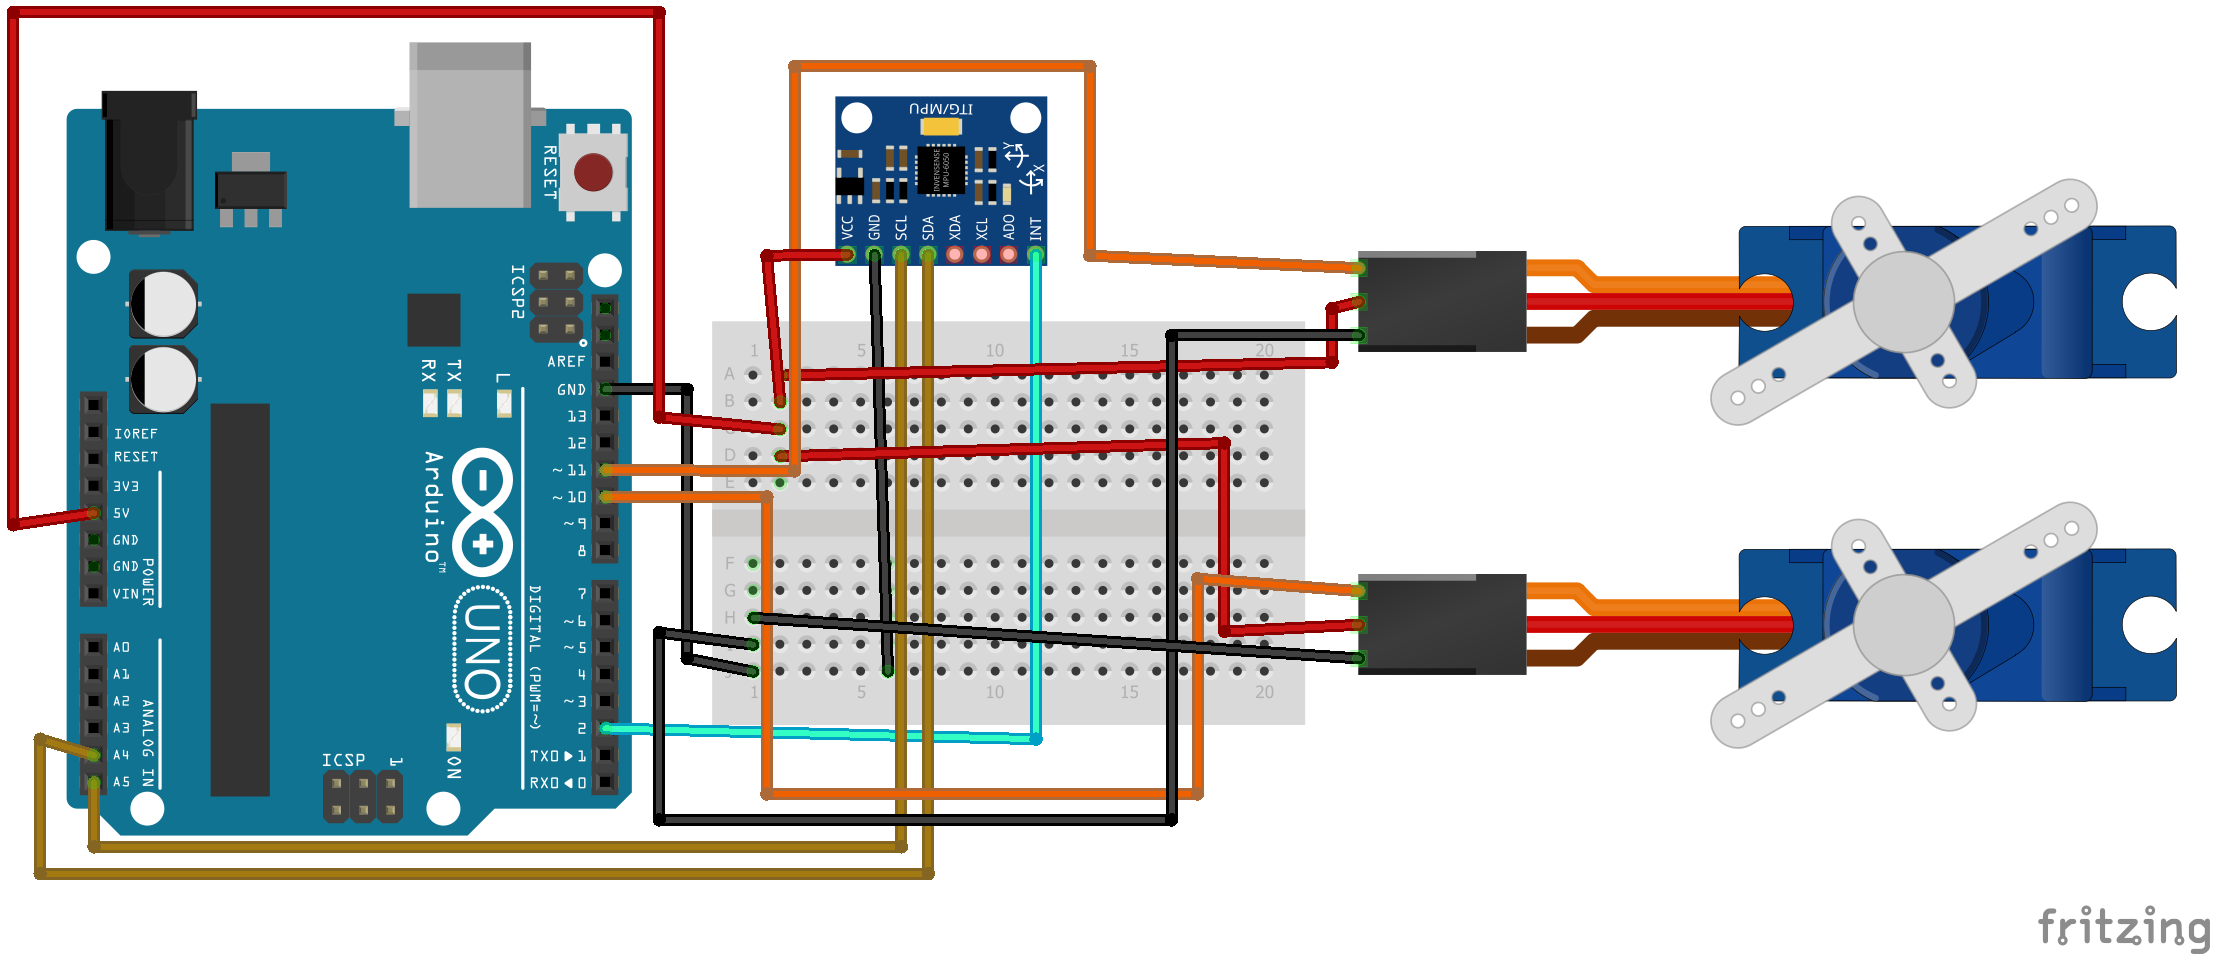 ITG/MPU
RESET
INVENSENSE
MPU-6050
Y
X
VCC
GND
SCL
SDA
XDA
XCL
ADO
INT
ICSP2
AREF
GND
13
12
~11
~10
~9
8
RX
TX
L
IOREF
RESET
3V3
5V
GND
GND
VIN
POWER
Arduino™
UNO
DIGITAL (PWM=~)
7
~6
~5
4
~3
2
TX0▶1
RX0◀0
A0
A1
A2
A3
A4
A5
ANALOG IN
ICSP
1
ON
1 5 10 15 20
A
B
D
E
F
G
H
1 5 10 15 20
fritzing